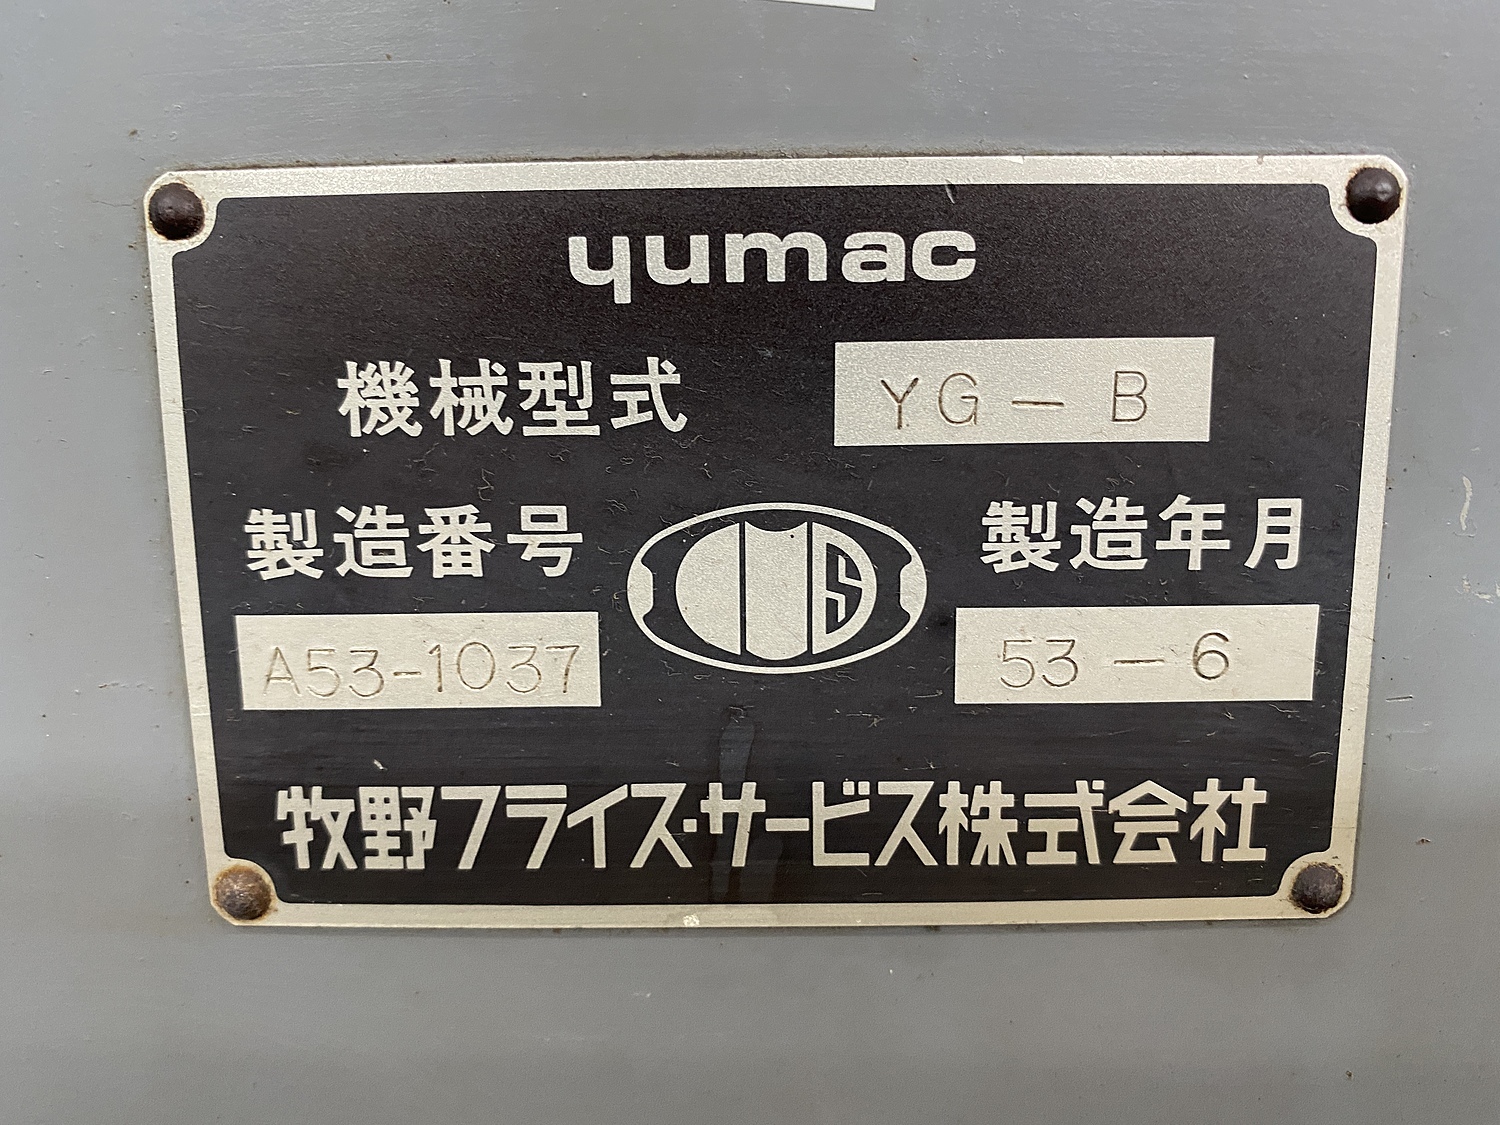 yumac
機械型式 YG-B
製造番号 製造年月
A53-1037 53-6
牧野フライス・サービス株式会社